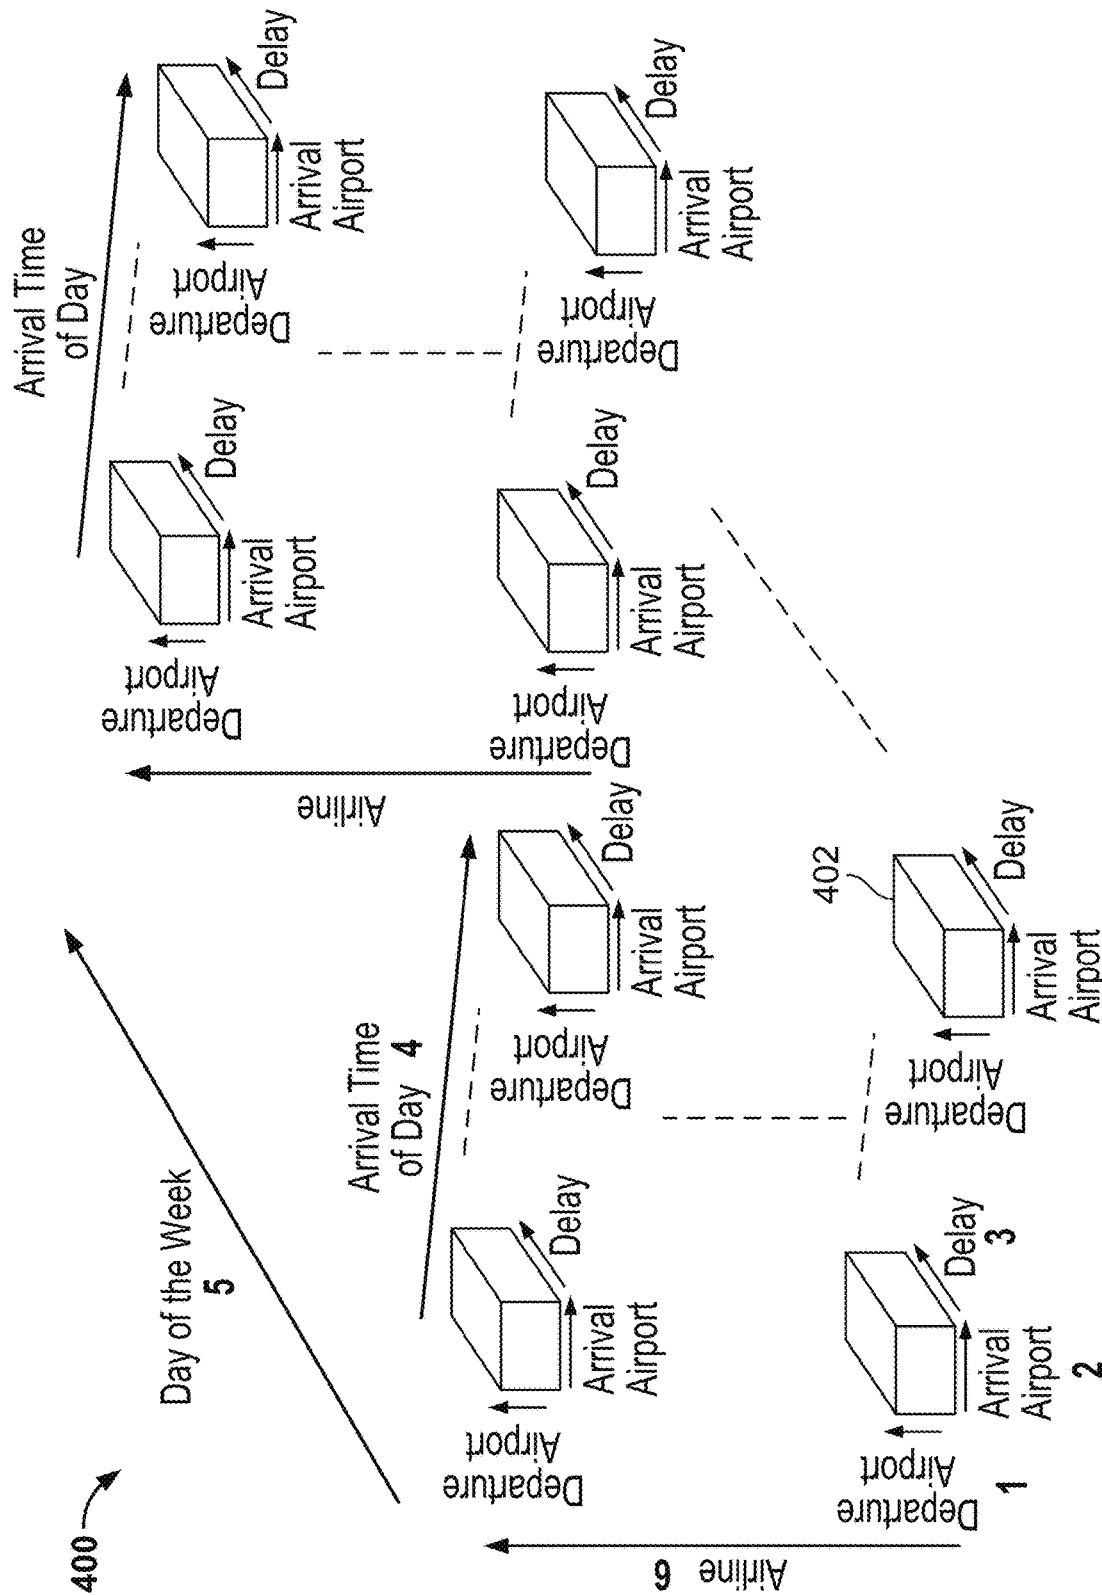 400
Day of the Week
5
Arrival Time
of Day
Airline
Departure
Airport
Arrival
Airport
Delay
Departure
Airport
Arrival
Airport
Delay
Departure
Airport
Arrival
Airport
Delay
Departure
Airport
Arrival
Airport
Delay
Arrival Time
of Day 4
Airline 6
Departure
Airport
Arrival
Airport
Delay
Departure
Airport
Arrival
Airport
Delay
Departure
Airport
1
Arrival
Airport
2
Delay
3
402
Departure
Airport
Arrival
Airport
Delay